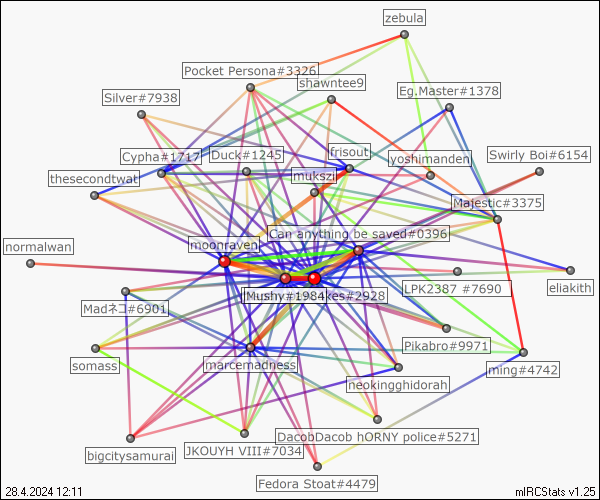 zebula
Pocket Persona#3326
shawntee9
Silver#7938
Eg.Master#1378
Cypha#1717
Duck#1245
frisout
yoshimanden
Swirly Boi#6154
thesecondtwat
mukszi
Majestic#3375
normalwan
moonraven
Can anything be saved#0396
Mushy#1984
kes#2928
LPK2387 #7690
eliakith
Madネコ#6901
Pikabro#9971
somass
marcemadness
neokingghidorah
ming#4742
bigcitysamurai
JKOUYH VIII#7034
DacobDacob hORNY police#5271
Fedora Stoat#4479
28.4.2024 12:11
mIRCStats v1.25